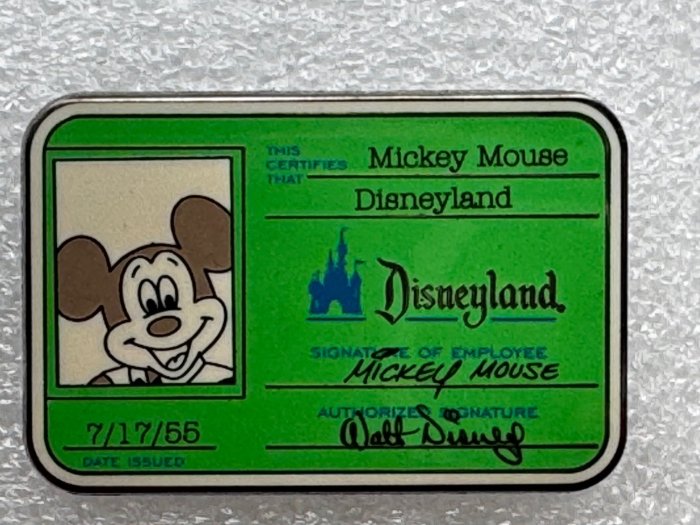 THIS
CERTIFIES
THAT
Mickey Mouse
Disneyland
Disneyland.
SIGNATURE OF EMPLOYEE
MICKEY MOUSE
AUTHORIZED SIGNATURE
Walt Disney
7/17/55
DATE ISSUED